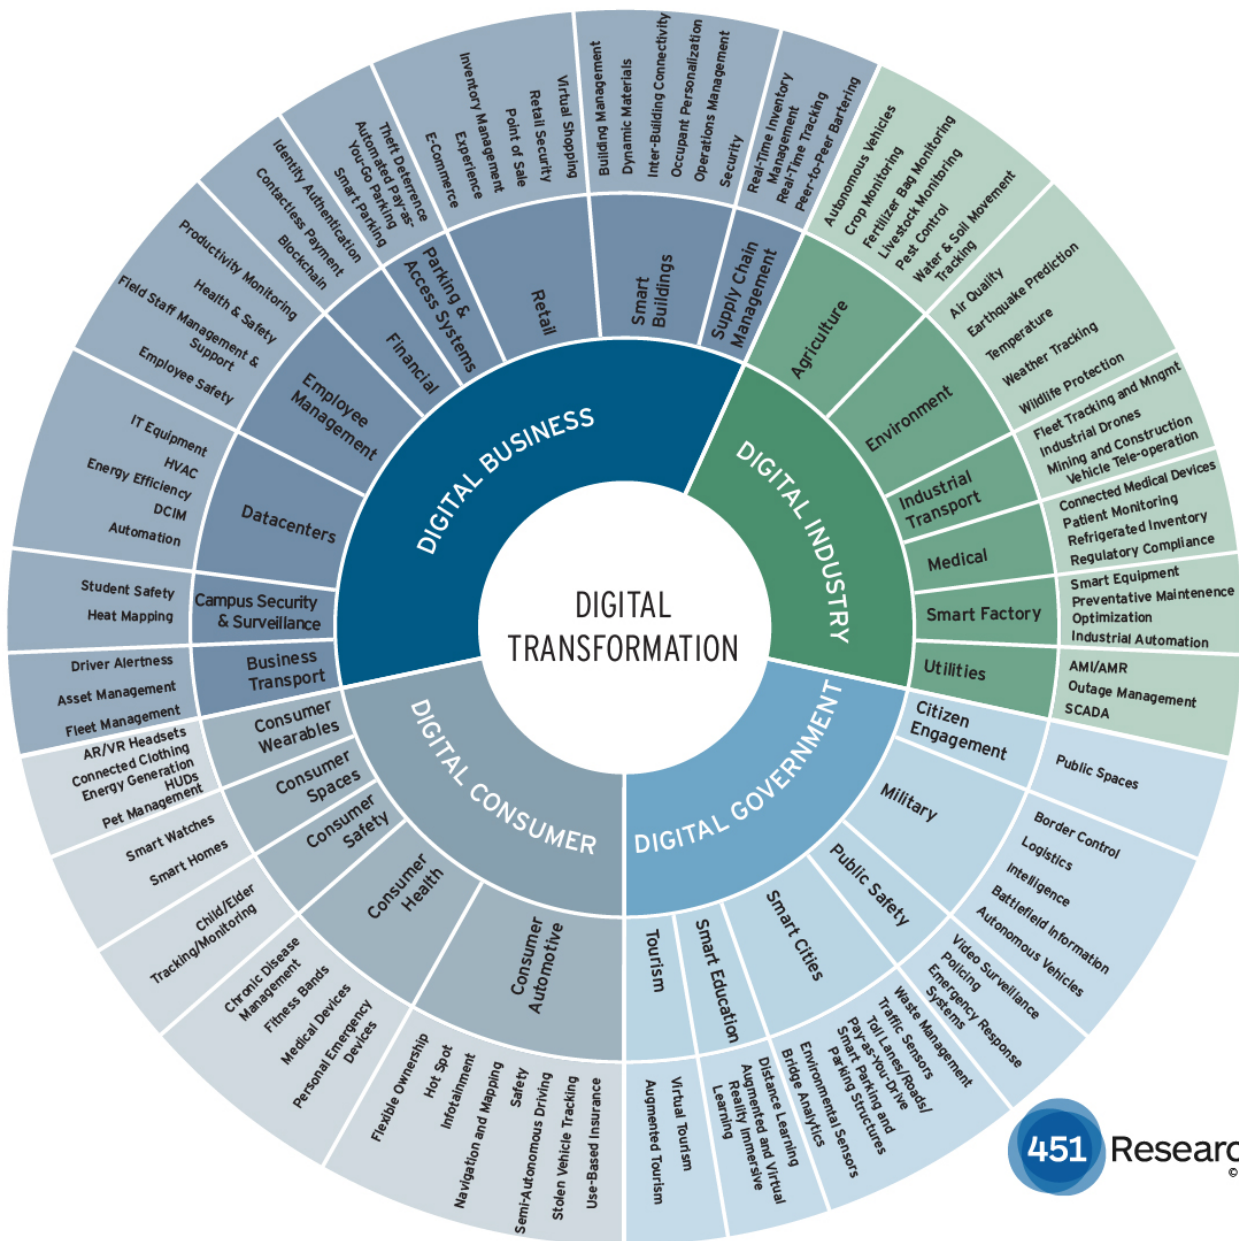 DIGITAL
TRANSFORMATION
DIGITAL BUSINESS
Business
Transport
Driver Alertness
Asset Management
Fleet Management
Campus Security
& Surveillance
Student Safety
Heat Mapping
Datacenters
IT Equipment
HVAC
Energy Efficiency
DCIM
Automation
Employee
Management
Productivity Monitoring
Health & Safety
Field Staff Management &
Support
Employee Safety
Financial
Identity Authentication
Contactless Payment
Blockchain
Parking &
Access Systems
Theft Deterrence
Automated Pay-as-
You-Go Parking
Smart Parking
Retail
E-Commerce
Experience
Inventory Management
Point of Sale
Retail Security
Virtual Shopping
Smart
Buildings
Building Management
Dynamic Materials
Inter-Building Connectivity
Occupant Personalization
Operations Management
Security
Supply Chain
Management
Real-Time Inventory
Management
Real-Time Tracking
Peer-to-Peer Bartering
DIGITAL INDUSTRY
Agriculture
Autonomous Vehicles
Crop Monitoring
Fertilizer Bag Monitoring
Livestock Monitoring
Pest Control
Water & Soil Movement
Tracking
Environment
Air Quality
Earthquake Prediction
Temperature
Weather Tracking
Wildlife Protection
Industrial
Transport
Fleet Tracking and Mngmt
Industrial Drones
Mining and Construction
Vehicle Tele-operation
Medical
Connected Medical Devices
Patient Monitoring
Refrigerated Inventory
Regulatory Compliance
Smart Factory
Smart Equipment
Preventative Maintenence
Optimization
Industrial Automation
Utilities
AMI/AMR
Outage Management
SCADA
DIGITAL GOVERNMENT
Citizen
Engagement
Public Spaces
Military
Border Control
Logistics
Intelligence
Battlefield Information
Autonomous Vehicles
Public Safety
Video Surveillance
Policing
Emergency Response
Systems
Smart Cities
Waste Management
Traffic Sensors
Toll Lanes/Roads/
Pay-as-You-Drive
Smart Parking and
Parking Structures
Environmental Sensors
Bridge Analytics
Smart Education
Distance Learning
Augmented and Virtual
Reality Immersive
Learning
Tourism
Virtual Tourism
Augmented Tourism
DIGITAL CONSUMER
Consumer
Automotive
Flexible Ownership
Hot Spot
Infotainment
Navigation and Mapping
Safety
Semi-Autonomous Driving
Stolen Vehicle Tracking
Use-Based Insurance
Consumer
Health
Chronic Disease
Management
Fitness Bands
Medical Devices
Personal Emergency
Devices
Consumer
Safety
Child/Elder
Tracking/Monitoring
Consumer
Spaces
Smart Watches
Smart Homes
Consumer
Wearables
AR/VR Headsets
Connected Clothing
Energy Generation
HUDs
Pet Management
451 Researc
©